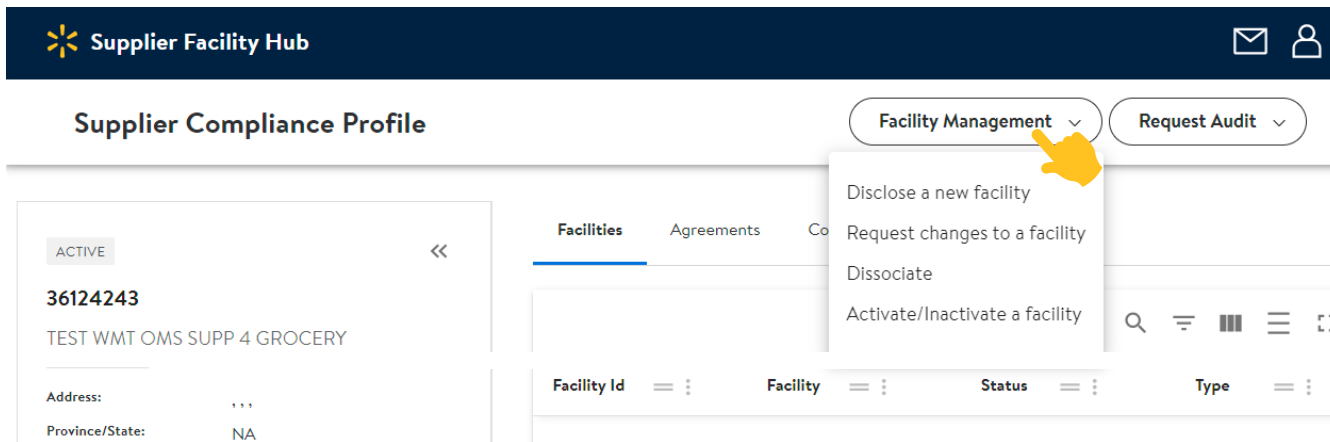 Supplier Facility Hub
Supplier Compliance Profile
Facility Management
Request Audit
Disclose a new facility
Request changes to a facility
Dissociate
Activate/Inactivate a facility
ACTIVE
36124243
TEST WMT OMS SUPP 4 GROCERY
Address: , , ,
Province/State: NA
Facilities Agreements Co
Facility Id Facility Status Type